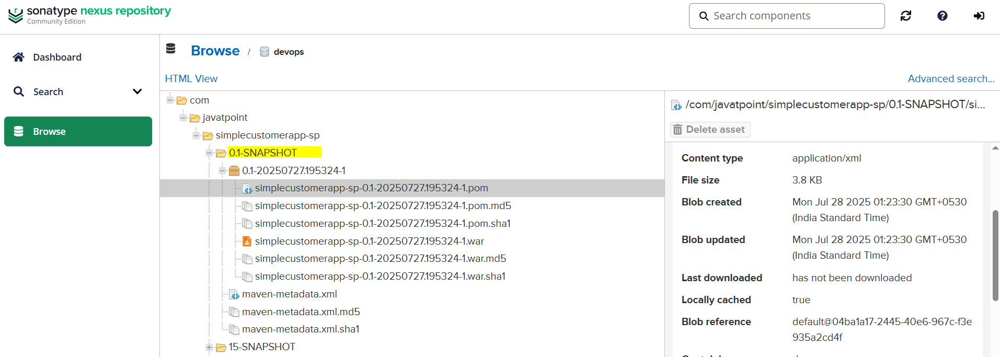 sonatype nexus repository
Community Edition
Search components
Dashboard
Search
Browse
Browse / devops
HTML View
Advanced search...
com
javatpoint
simplecustomerapp-sp
0.1-SNAPSHOT
0.1-20250727.195324-1
simplecustomerapp-sp-0.1-20250727.195324-1.pom
simplecustomerapp-sp-0.1-20250727.195324-1.pom.md5
simplecustomerapp-sp-0.1-20250727.195324-1.pom.sha1
simplecustomerapp-sp-0.1-20250727.195324-1.war
simplecustomerapp-sp-0.1-20250727.195324-1.war.md5
simplecustomerapp-sp-0.1-20250727.195324-1.war.sha1
maven-metadata.xml
maven-metadata.xml.md5
maven-metadata.xml.sha1
15-SNAPSHOT
/com/javatpoint/simplecustomerapp-sp/0.1-SNAPSHOT/si...
Delete asset
Content type application/xml
File size 3.8 KB
Blob created Mon Jul 28 2025 01:23:30 GMT+0530
(India Standard Time)
Blob updated Mon Jul 28 2025 01:23:30 GMT+0530
(India Standard Time)
Last downloaded has not been downloaded
Locally cached true
Blob reference default@04ba1a17-2445-40e6-967c-f3e
935a2cd4f